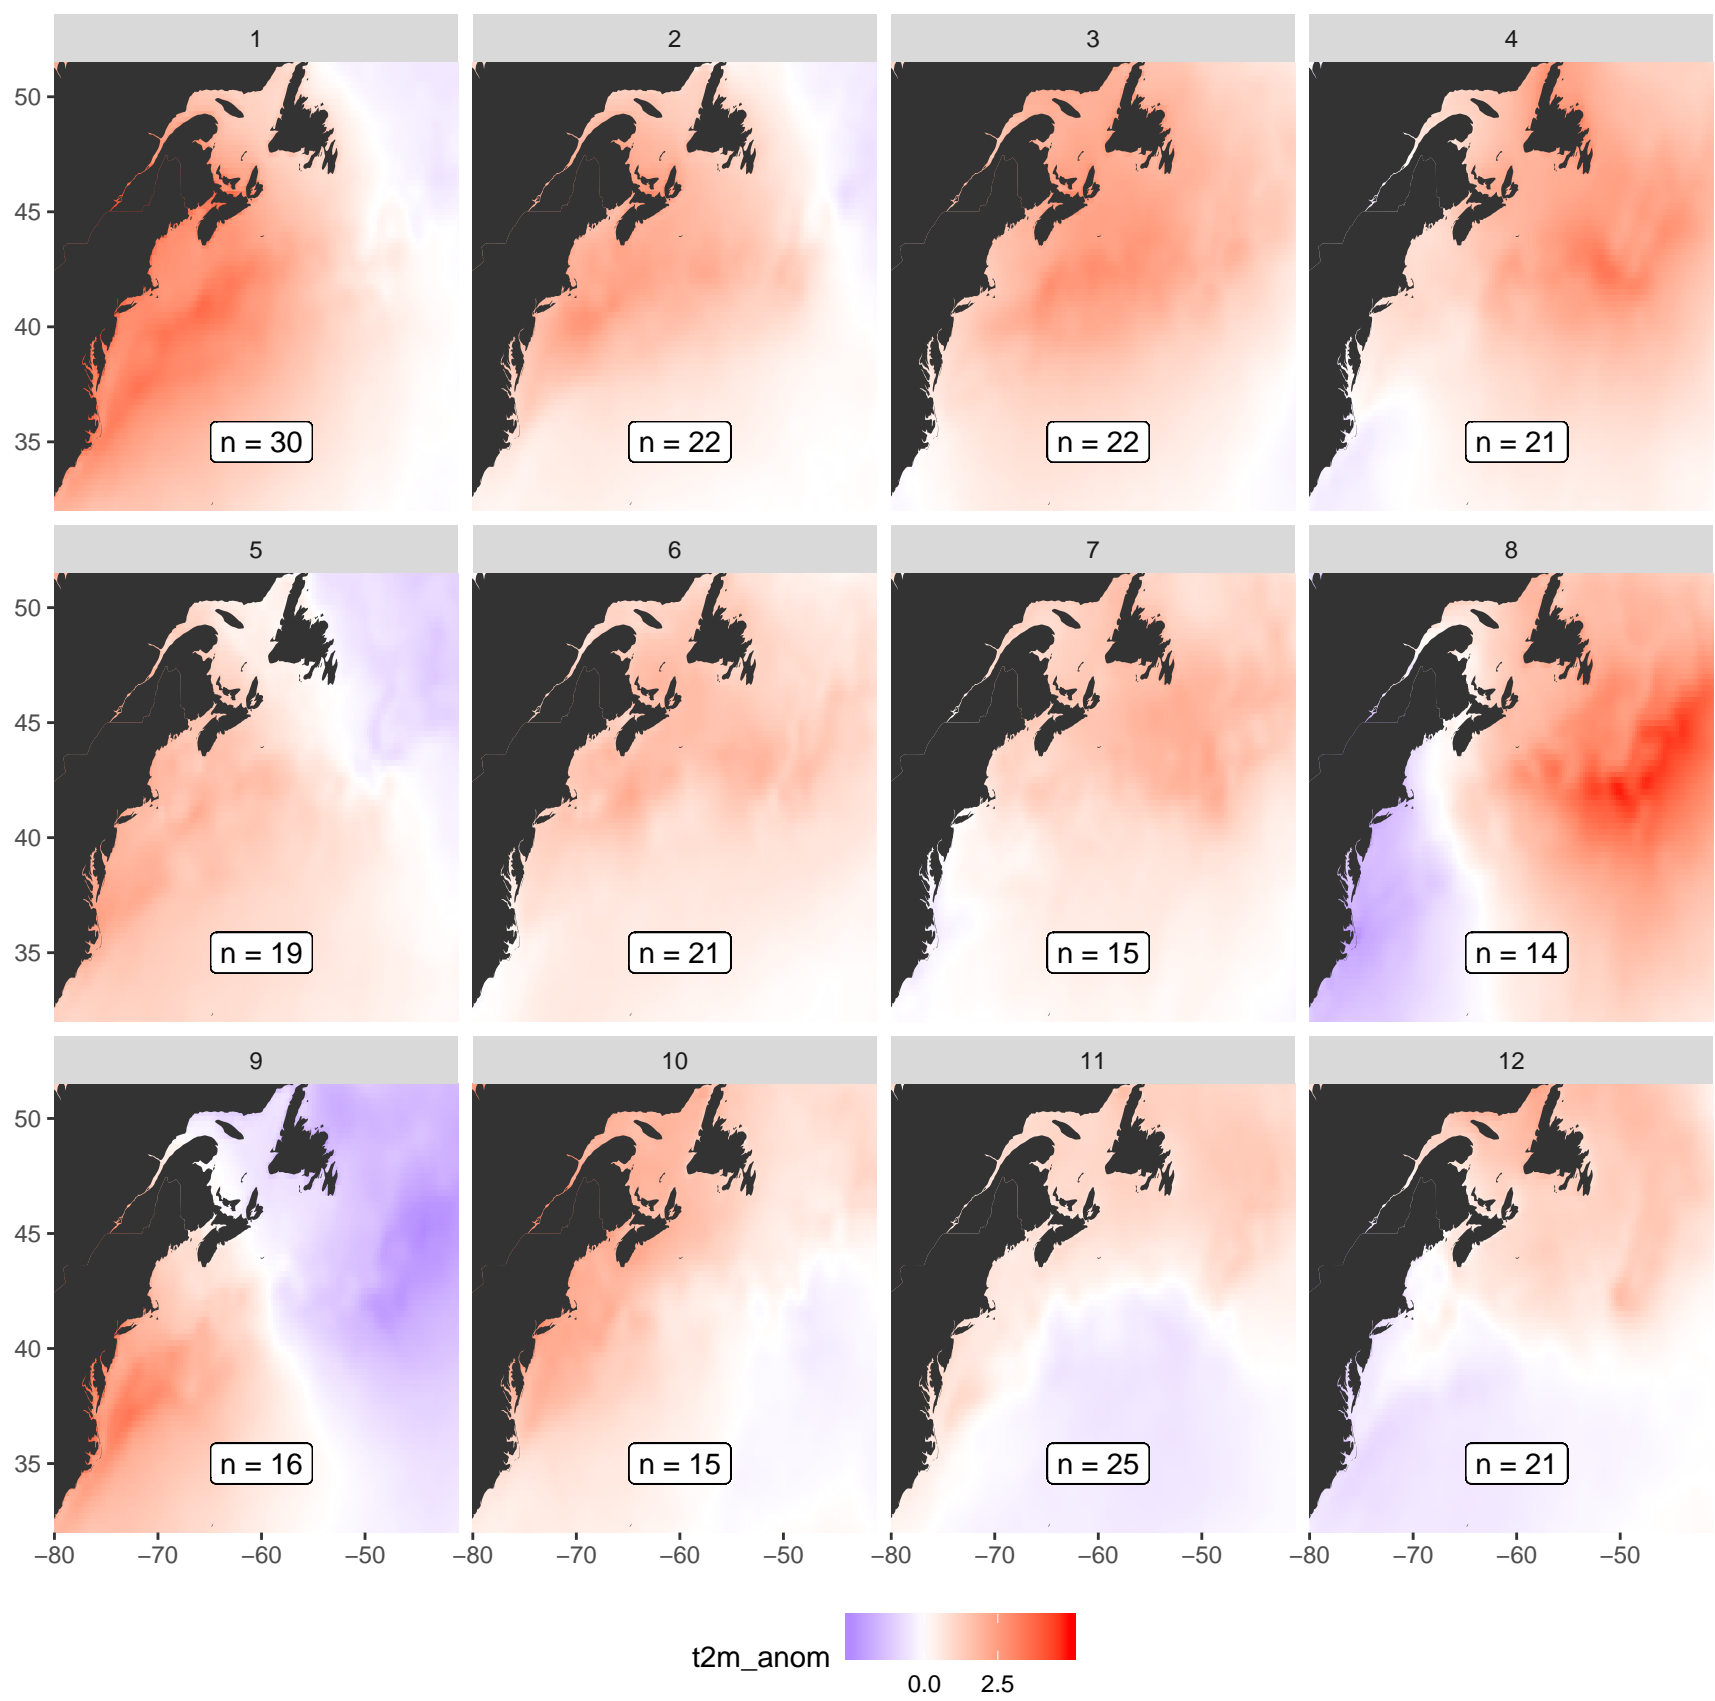 1 2 3 4
50
45
40
35
n = 30 n = 22 n = 22 n = 21
5 6 7 8
50
45
40
35
n = 19 n = 21 n = 15 n = 14
9 10 11 12
50
45
40
35
n = 16 n = 15 n = 25 n = 21
−80 −70 −60 −50 −80 −70 −60 −50 −80 −70 −60 −50 −80 −70 −60 −50
t2m_anom
0.0 2.5